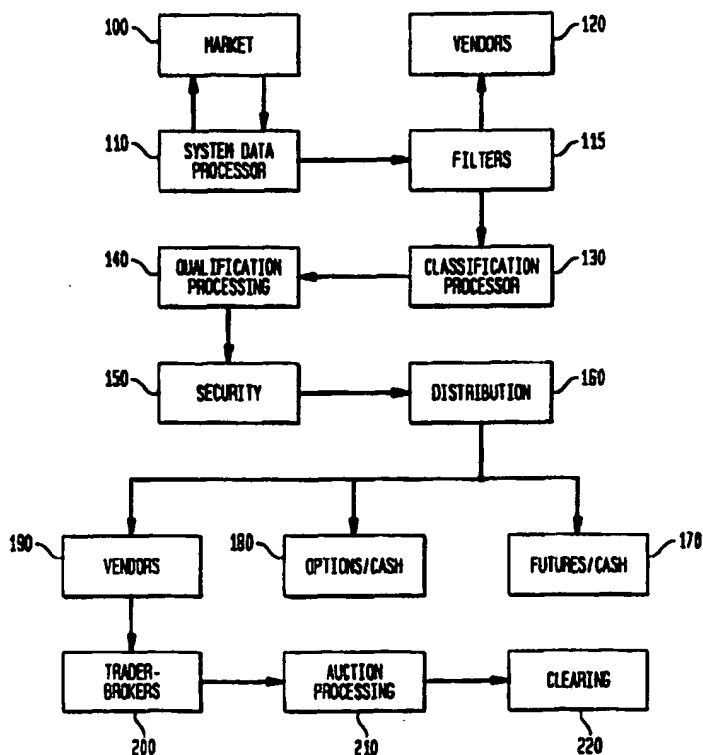 100
MARKET
VENDORS
120
110
SYSTEM DATA
PROCESSOR
FILTERS
115
140
QUALIFICATION
PROCESSING
CLASSIFICATION
PROCESSOR
130
150
SECURITY
DISTRIBUTION
160
190
VENDORS
180
OPTIONS/CASH
FUTURES/CASH
170
TRADER-
BROKERS
200
AUCTION
PROCESSING
210
CLEARING
220